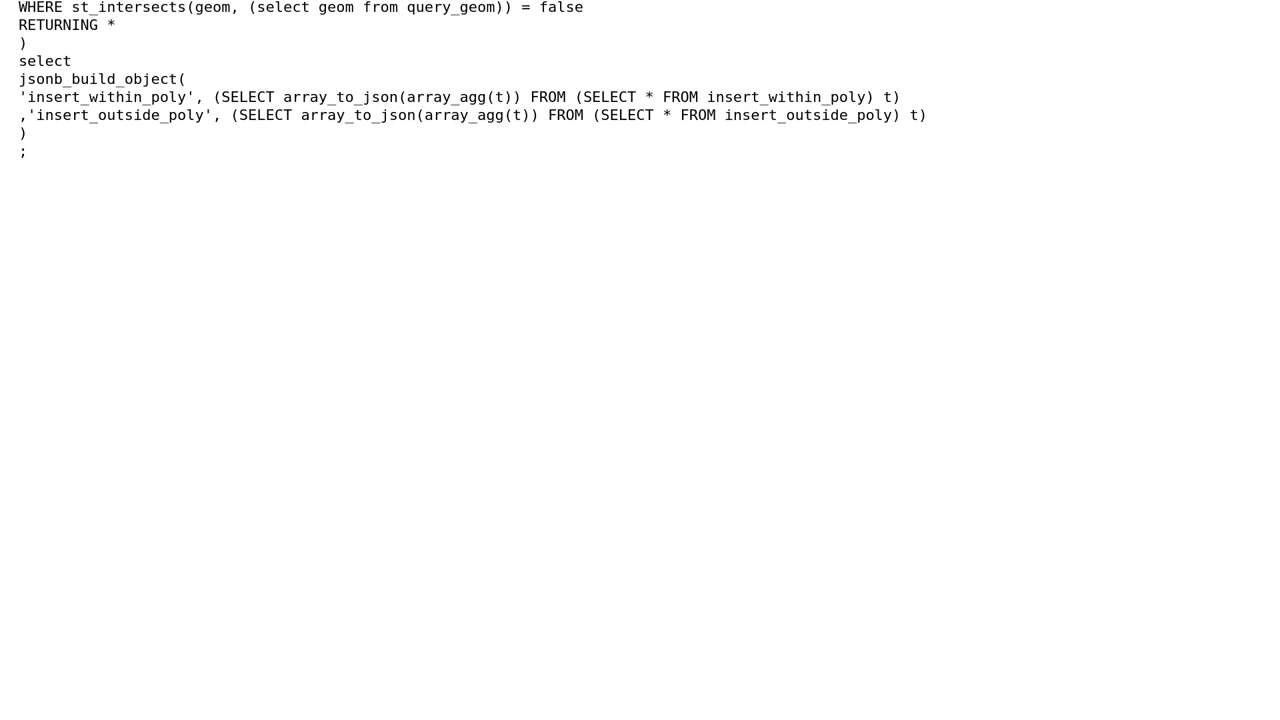 WHERE st_intersects(geom, (select geom from query_geom)) = false
RETURNING *
)
select
jsonb_build_object(
'insert_within_poly', (SELECT array_to_json(array_agg(t)) FROM (SELECT * FROM insert_within_poly) t)
,'insert_outside_poly', (SELECT array_to_json(array_agg(t)) FROM (SELECT * FROM insert_outside_poly) t)
)
;